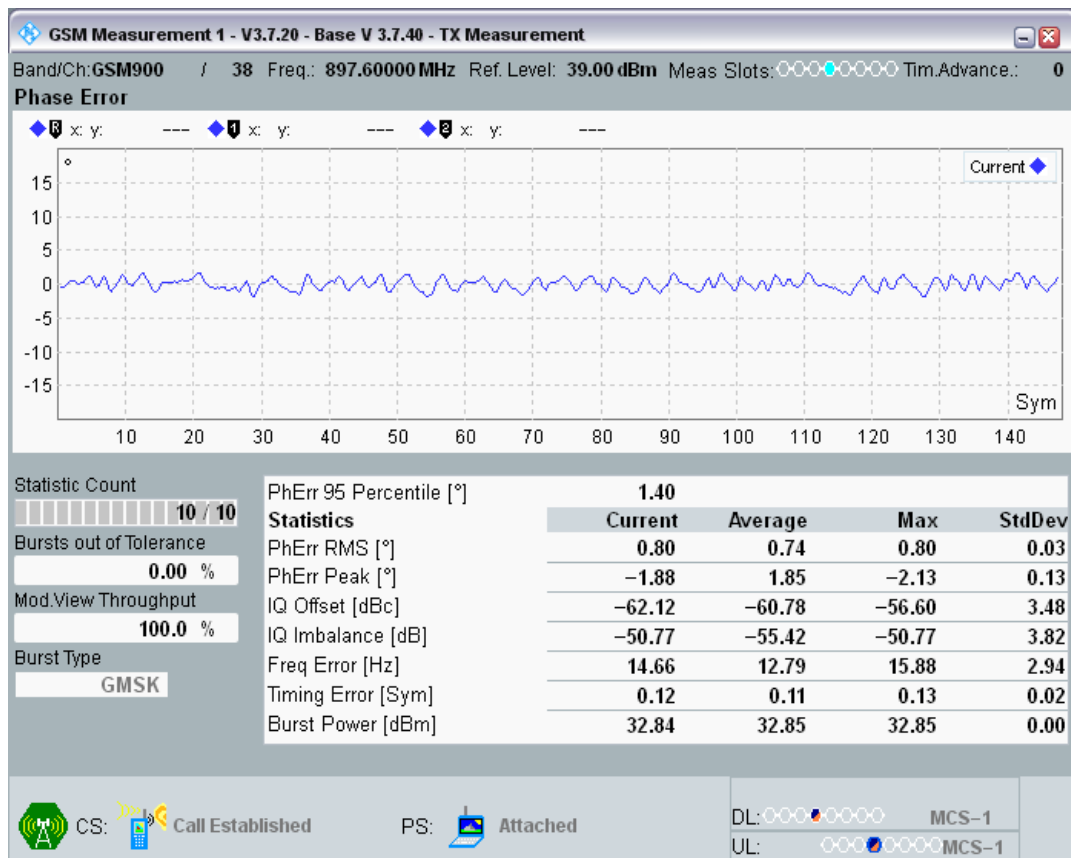 GSM Measurement 1 - V3.7.20 - Base V 3.7.40 - TX Measurement
Band/Ch:GSM900 / 38 Freq.: 897.60000 MHz Ref. Level: 39.00 dBm Meas Slots: Tim.Advance.: 0
Phase Error
R x: y: --- 1 x: y: --- 2 x: y: ---
°
Current
15
10
5
0
-5
-10
-15
Sym
10 20 30 40 50 60 70 80 90 100 110 120 130 140
Statistic Count
10 / 10
Bursts out of Tolerance
0.00 %
Mod.View Throughput
100.0 %
Burst Type
GMSK
PhErr 95 Percentile [°] 1.40
Statistics Current Average Max StdDev
PhErr RMS [°] 0.80 0.74 0.80 0.03
PhErr Peak [°] −1.88 1.85 −2.13 0.13
IQ Offset [dBc] −62.12 −60.78 −56.60 3.48
IQ Imbalance [dB] −50.77 −55.42 −50.77 3.82
Freq Error [Hz] 14.66 12.79 15.88 2.94
Timing Error [Sym] 0.12 0.11 0.13 0.02
Burst Power [dBm] 32.84 32.85 32.85 0.00
CS: Call Established PS: Attached
DL: MCS−1
UL: MCS−1